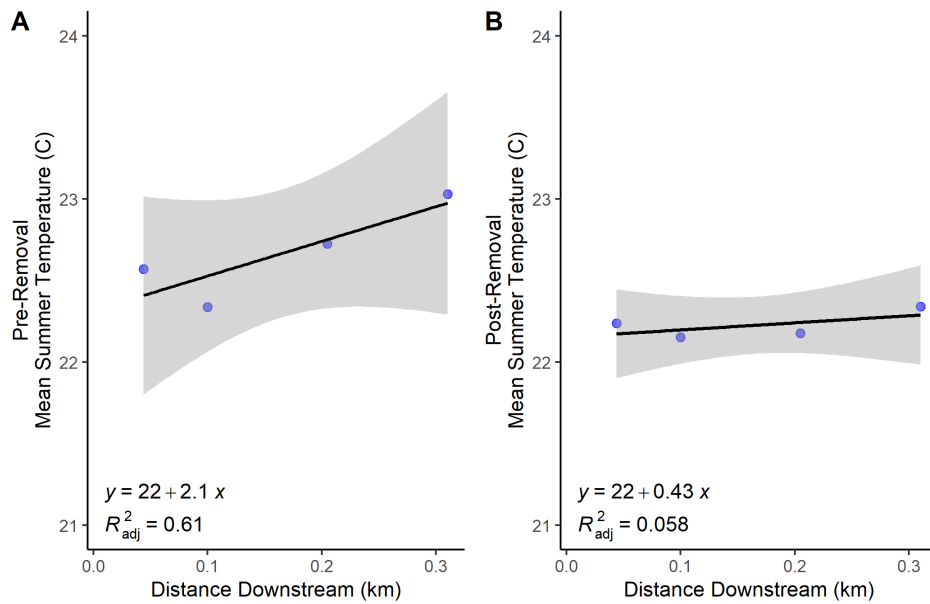 A
Pre-Removal
Mean Summer Temperature (C)
24
23
22
21
y = 22 + 2.1 x
R²adj = 0.61
0.0 0.1 0.2 0.3
Distance Downstream (km)
B
Post-Removal
Mean Summer Temperature (C)
24
23
22
21
y = 22 + 0.43 x
R²adj = 0.058
0.0 0.1 0.2 0.3
Distance Downstream (km)